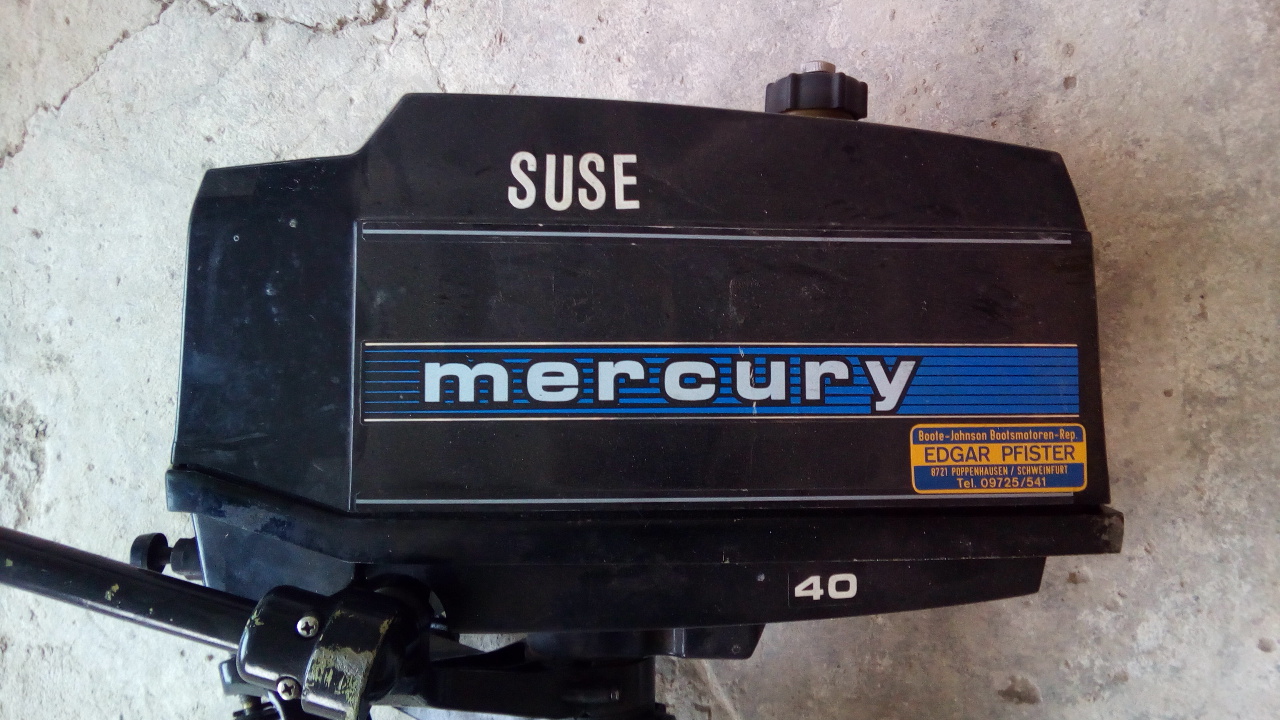 SUSE
mercury
Boote-Johnson Bootsmotoren-Rep.
EDGAR PFISTER
8721 POPPENHAUSEN / SCHWEINFURT
Tel. 09725/541
40